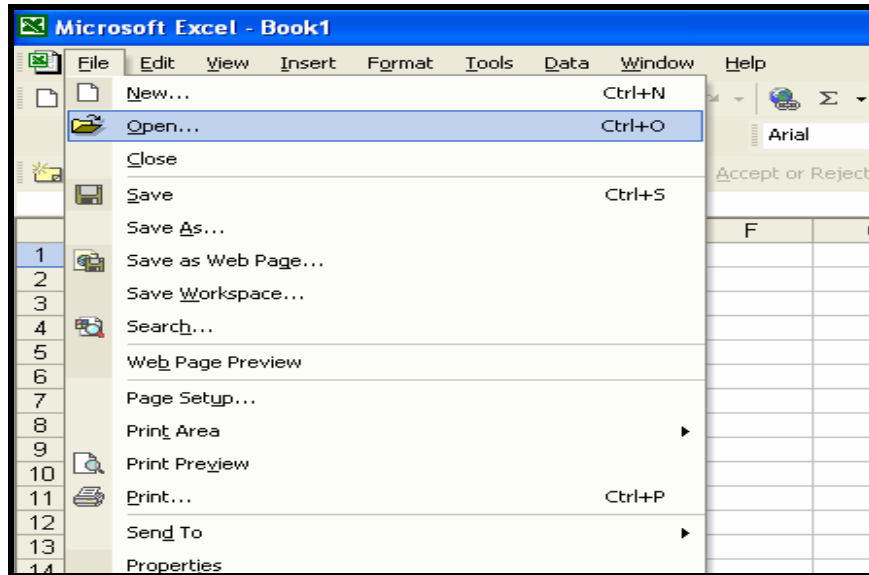 Microsoft Excel - Book1
File Edit View Insert Format Tools Data Window Help
New... Ctrl+N
Σ
Open... Ctrl+O
Arial
Close
Accept or Reject
Save Ctrl+S
Save As...
F
1
Save as Web Page...
2
Save Workspace...
3
4
Search...
5
Web Page Preview
6
7
Page Setup...
8
Print Area
9
Print Preview
10
11
Print... Ctrl+P
12
Send To
13
14
Properties